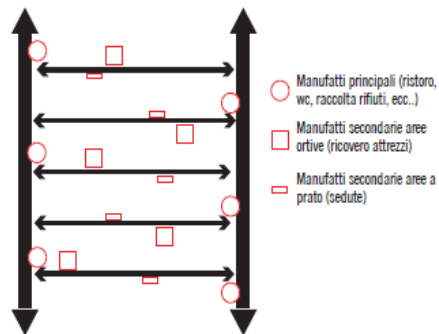 Manufatti principali (ristoro,
wc, raccolta rifiuti, ecc..)
Manufatti secondarie aree
ortive (ricovero attrezzi)
Manufatti secondarie aree a
prato (sedute)